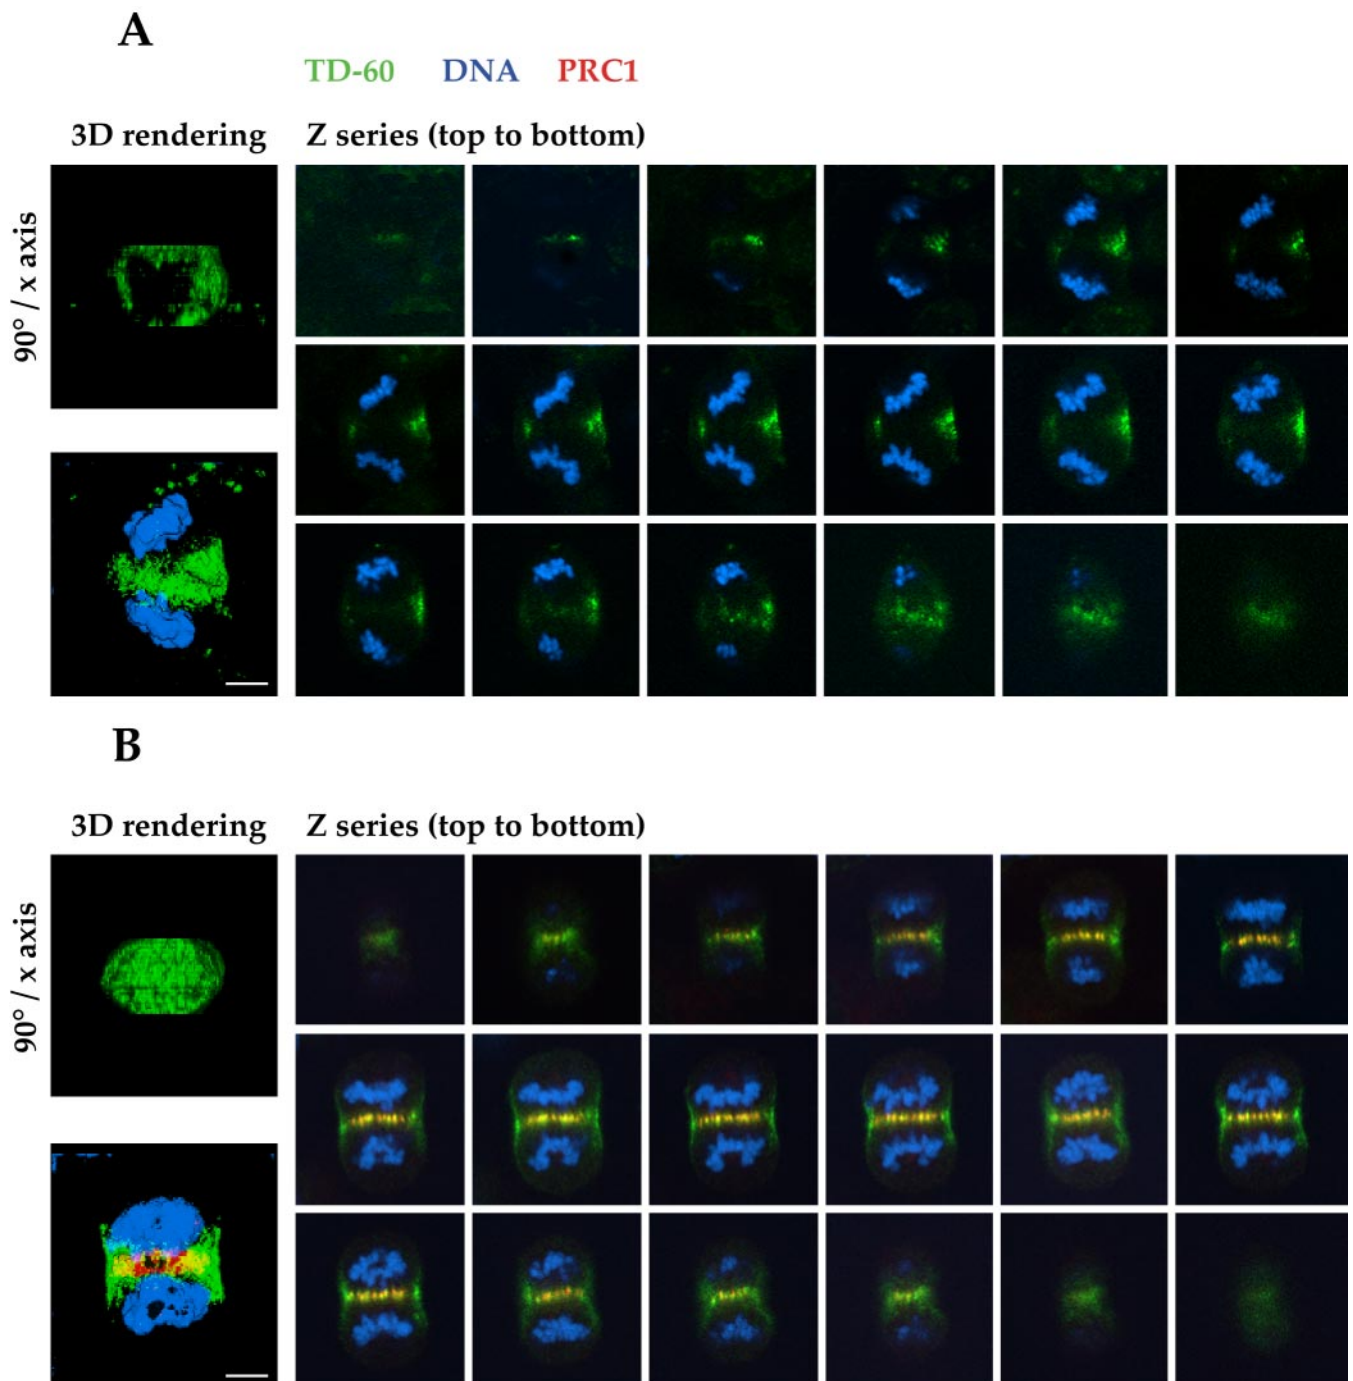 A
TD-60 DNA PRC1
3D rendering Z series (top to bottom)
90° / x axis
B
3D rendering Z series (top to bottom)
90° / x axis